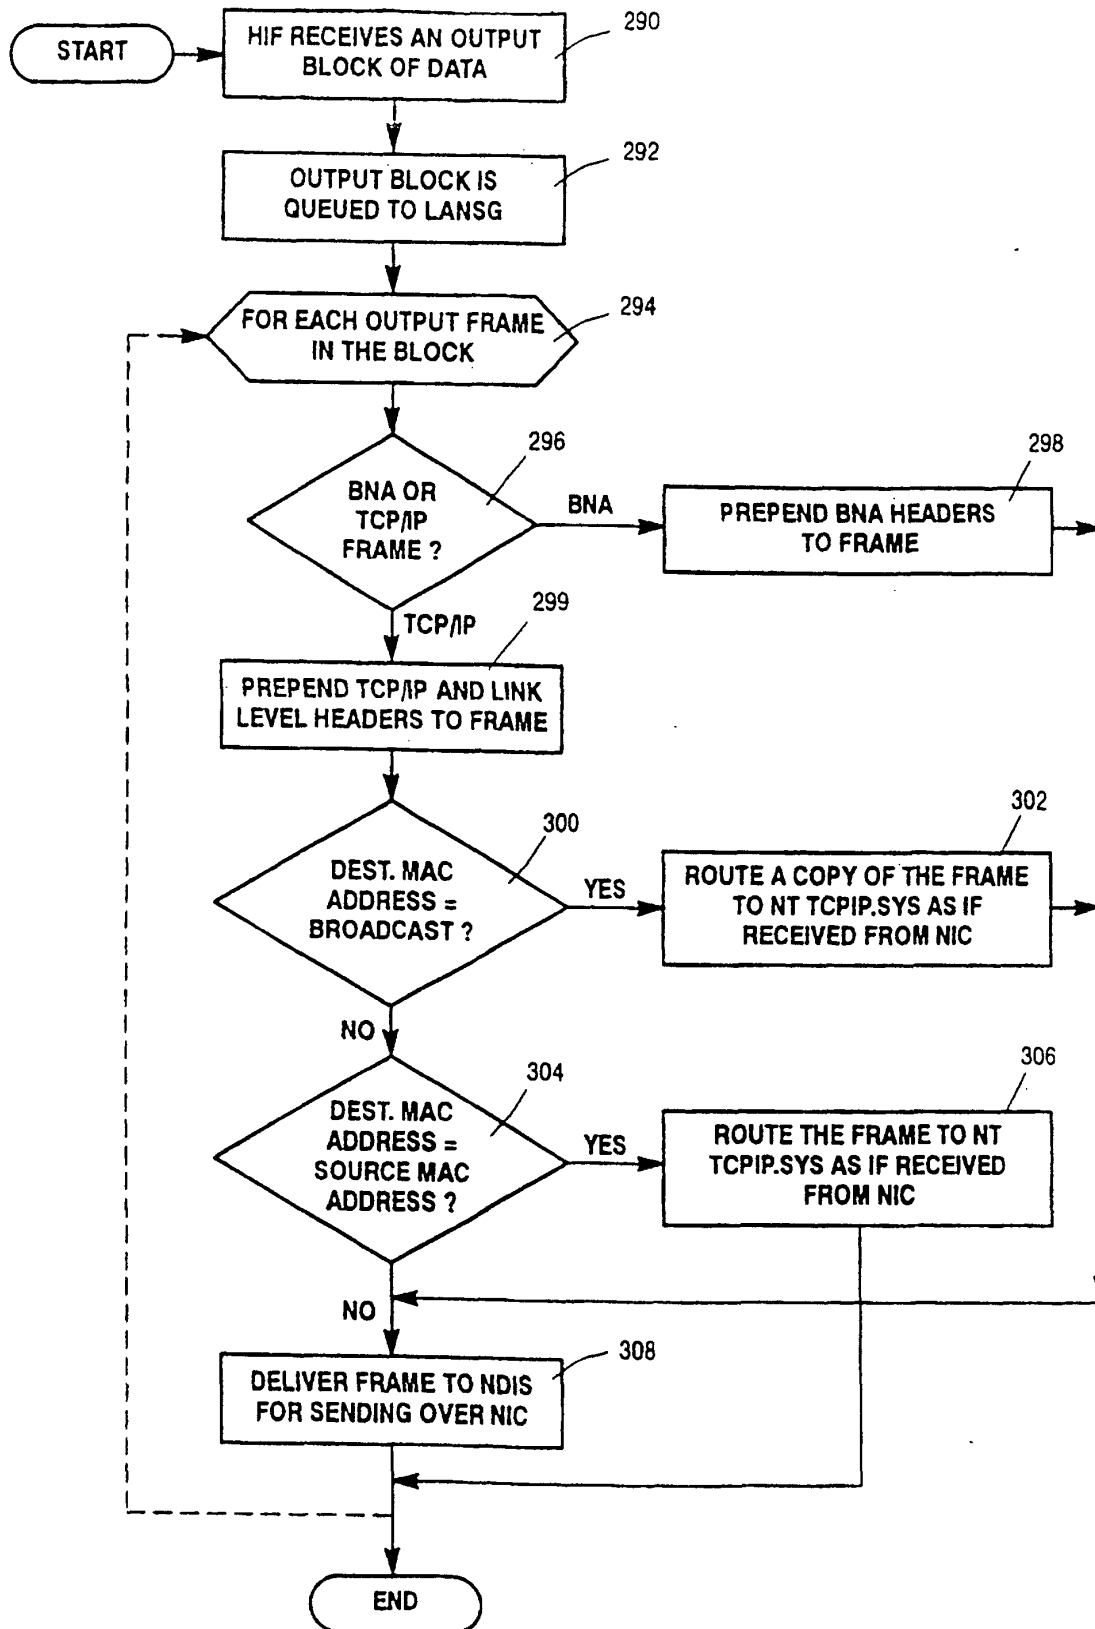 START
HIF RECEIVES AN OUTPUT
BLOCK OF DATA
290
OUTPUT BLOCK IS
QUEUED TO LANSG
292
FOR EACH OUTPUT FRAME
IN THE BLOCK
294
BNA OR
TCP/IP
FRAME ?
296
BNA
PREPEND BNA HEADERS
TO FRAME
298
TCP/IP
299
PREPEND TCP/IP AND LINK
LEVEL HEADERS TO FRAME
DEST. MAC
ADDRESS =
BROADCAST ?
300
YES
ROUTE A COPY OF THE FRAME
TO NT TCPIP.SYS AS IF
RECEIVED FROM NIC
302
NO
DEST. MAC
ADDRESS =
SOURCE MAC
ADDRESS ?
304
YES
ROUTE THE FRAME TO NT
TCPIP.SYS AS IF RECEIVED
FROM NIC
306
NO
DELIVER FRAME TO NDIS
FOR SENDING OVER NIC
308
END